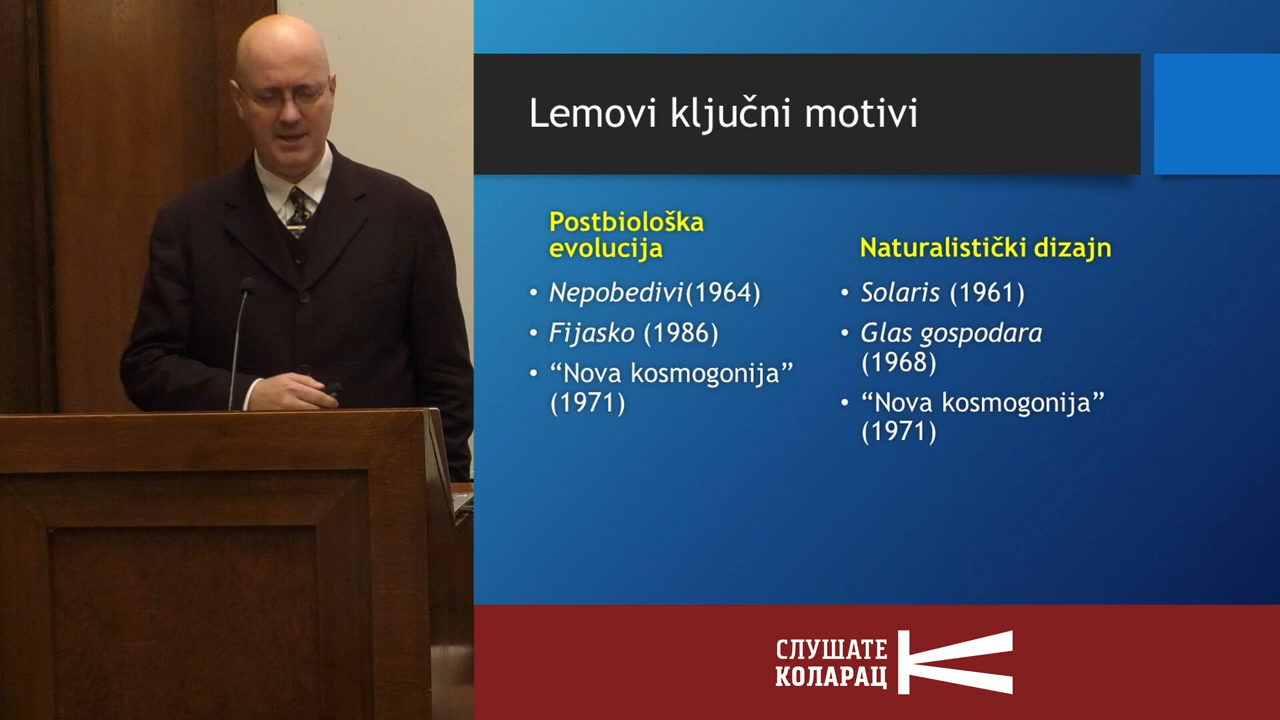 Lemovi ključni motivi
Postbiološka
evolucija
• Nepobedivi(1964)
• Fijasko (1986)
• “Nova kosmogonija”
(1971)
Naturalistički dizajn
• Solaris (1961)
• Glas gospodara
(1968)
• “Nova kosmogonija”
(1971)
СЛУШАТЕ
КОЛАРАЦ